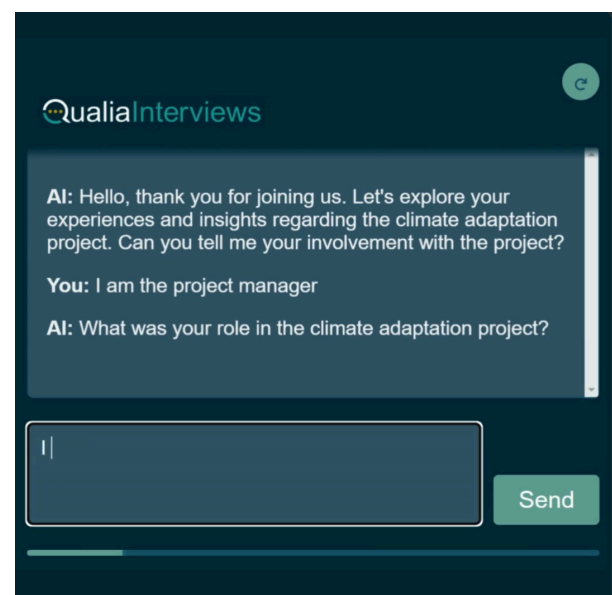 QualiaInterviews
AI: Hello, thank you for joining us. Let's explore your
experiences and insights regarding the climate adaptation
project. Can you tell me your involvement with the project?
You: I am the project manager
AI: What was your role in the climate adaptation project?
I
Send